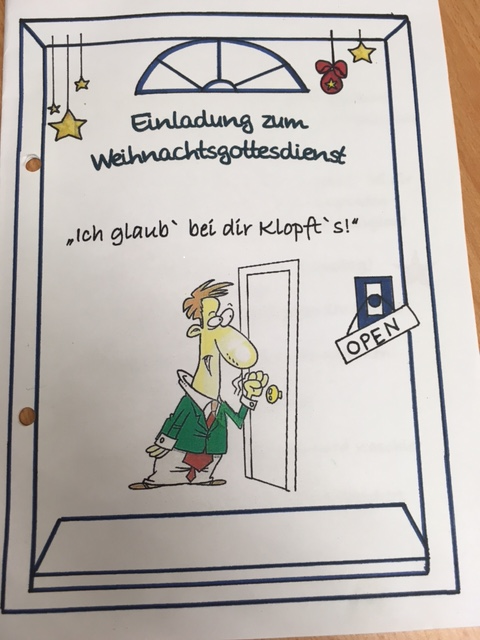 Einladung zum
Weihnachtsgottesdienst
„Ich glaub` bei dir klopft`s!“
OPEN